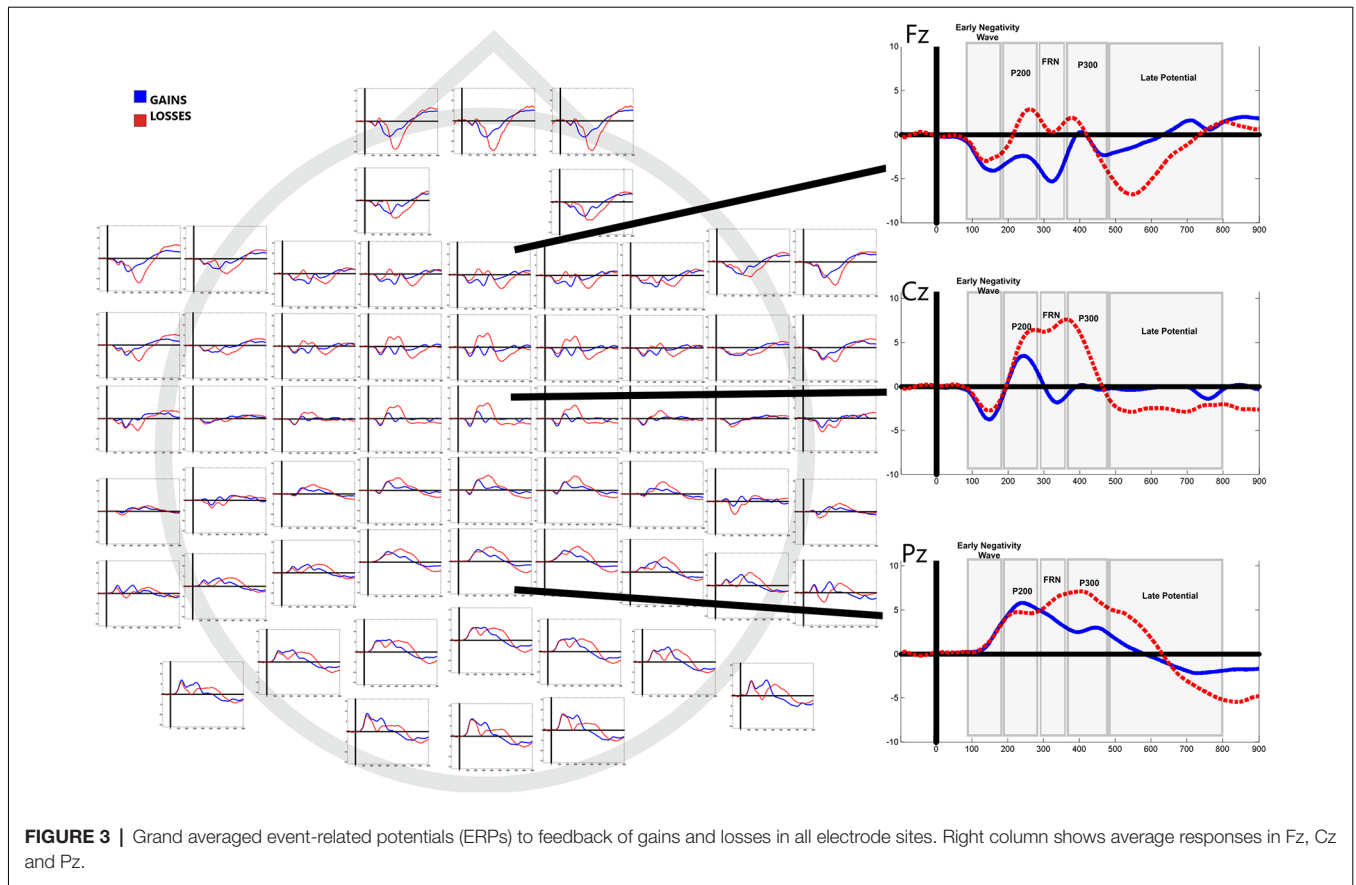 GAINS
LOSSES
Fz
Early Negativity
Wave
P200
FRN
P300
Late Potential
10
5
0
-5
-10
0 100 200 300 400 500 600 700 800 900
Cz
Early Negativity
Wave
P200
FRN
P300
Late Potential
10
5
0
-5
-10
0 100 200 300 400 500 600 700 800 900
Pz
Early Negativity
Wave
P200
FRN
P300
Late Potential
10
5
0
-5
-10
0 100 200 300 400 500 600 700 800 900
FIGURE 3 | Grand averaged event-related potentials (ERPs) to feedback of gains and losses in all electrode sites. Right column shows average responses in Fz, Cz
and Pz.